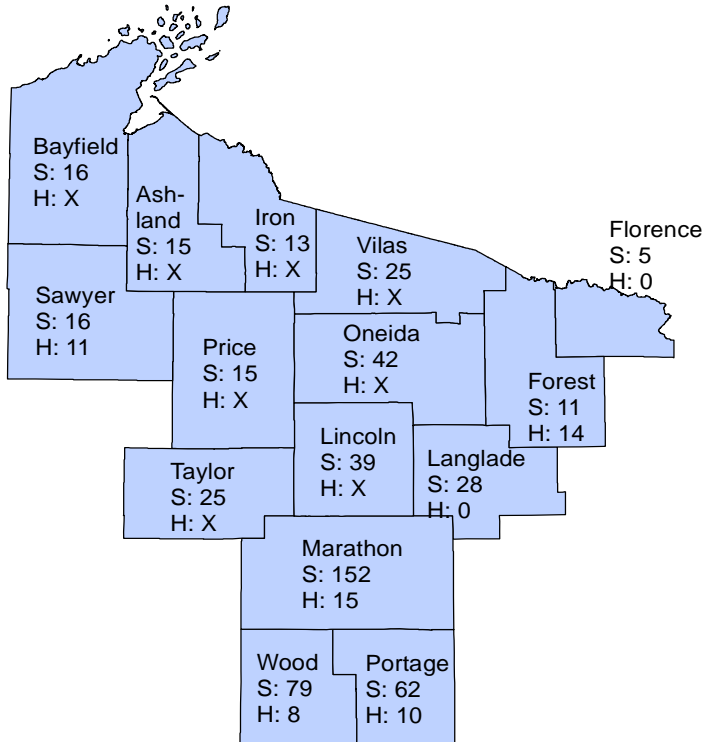 Bayfield
S: 16
H: X
Ash-
land
S: 15
H: X
Iron
S: 13
H: X
Vilas
S: 25
H: X
Florence
S: 5
H: 0
Sawyer
S: 16
H: 11
Price
S: 15
H: X
Oneida
S: 42
H: X
Forest
S: 11
H: 14
Lincoln
S: 39
H: X
Langlade
S: 28
H: 0
Taylor
S: 25
H: X
Marathon
S: 152
H: 15
Wood
S: 79
H: 8
Portage
S: 62
H: 10